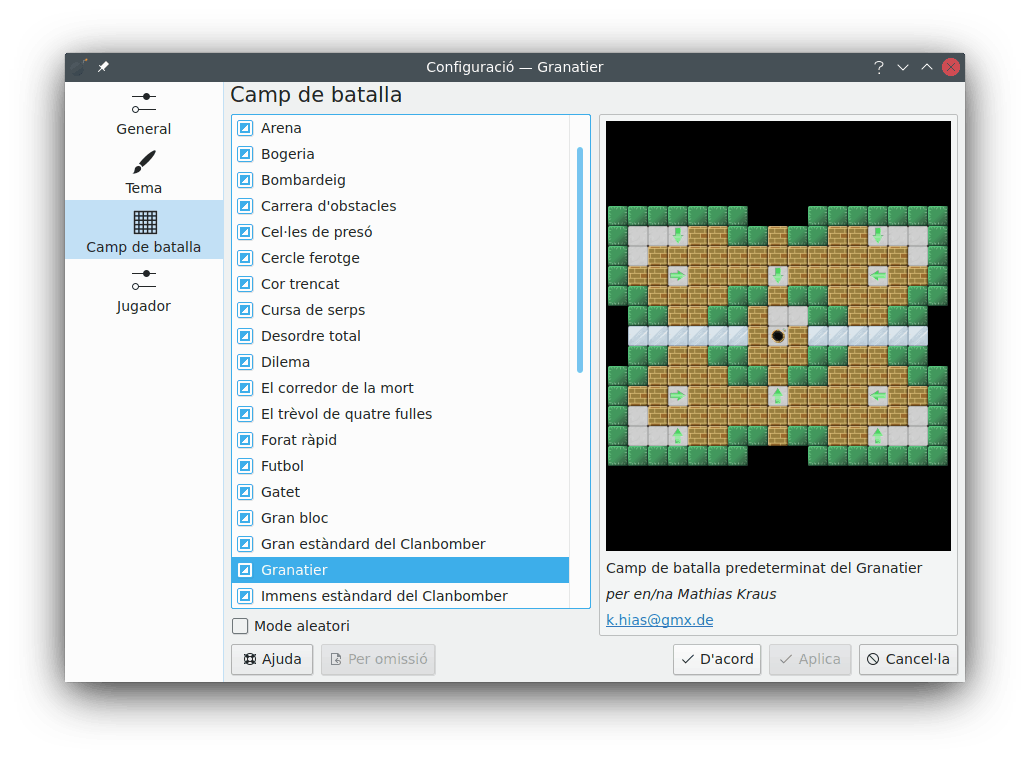 Configuració — Granatier
General
Tema
Camp de batalla
Jugador
Camp de batalla
Arena
Bogeria
Bombardeig
Carrera d'obstacles
Cel·les de presó
Cercle ferotge
Cor trencat
Cursa de serps
Desordre total
Dilema
El corredor de la mort
El trèvol de quatre fulles
Forat ràpid
Futbol
Gatet
Gran bloc
Gran estàndard del Clanbomber
Granatier
Immens estàndard del Clanbomber
Mode aleatori
Camp de batalla predeterminat del Granatier
per en/na Mathias Kraus
k.hias@gmx.de
Ajuda
Per omissió
D'acord
Aplica
Cancel·la